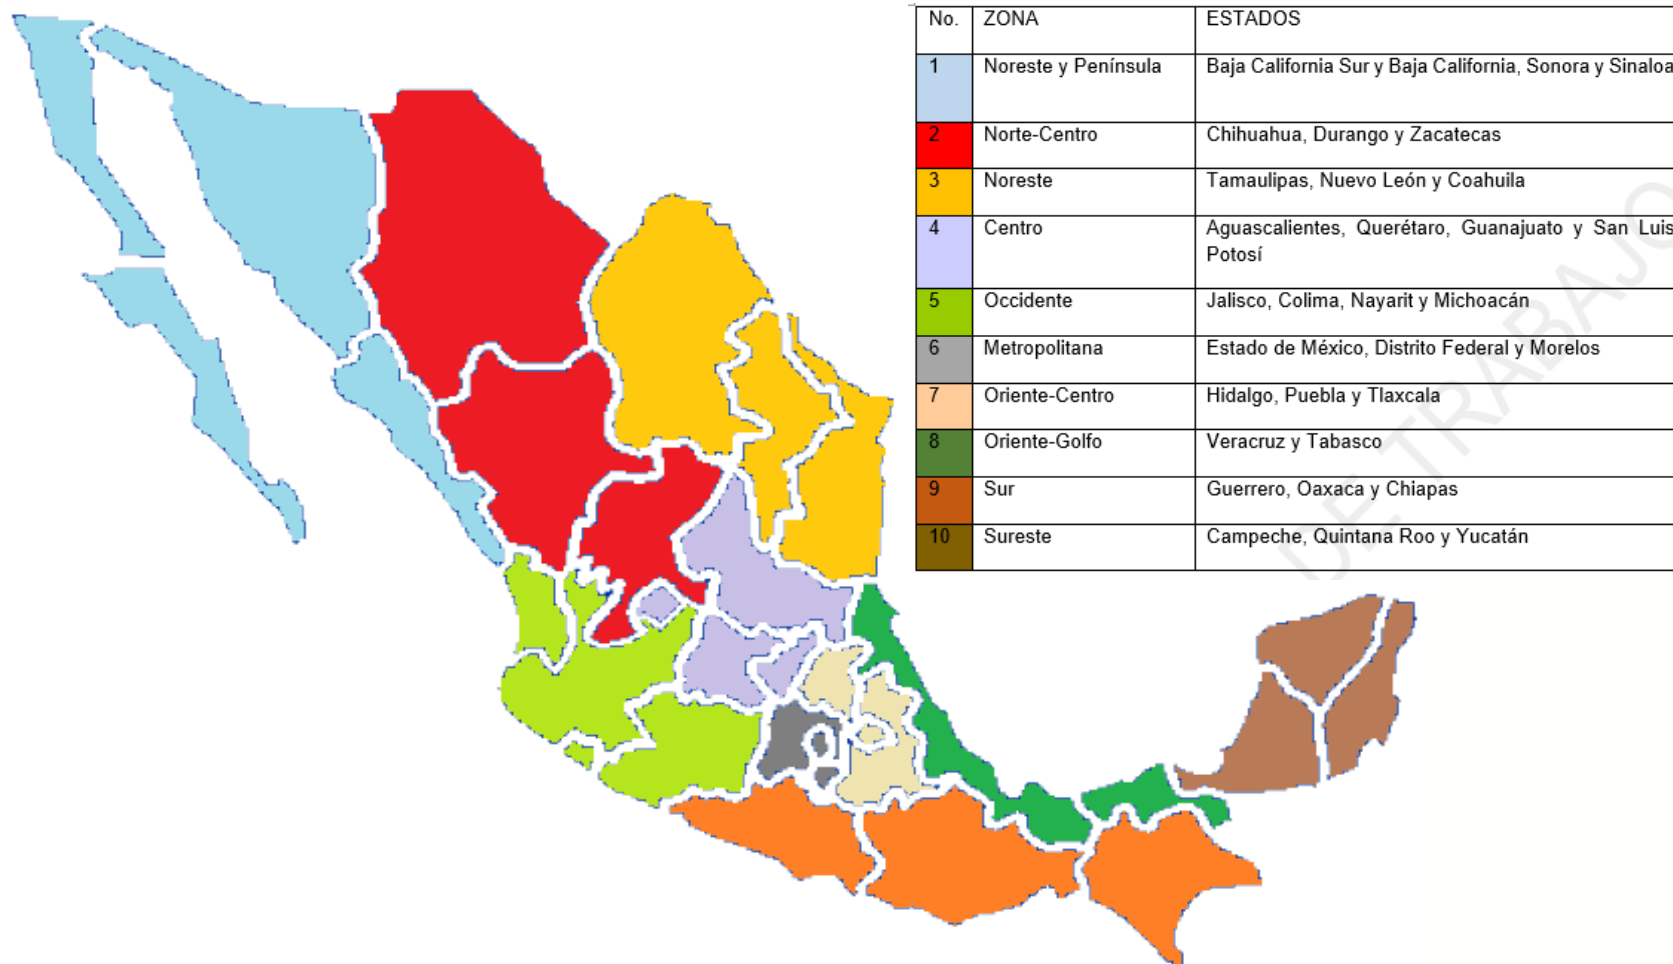 No. ZONA ESTADOS
1 Noreste y Península Baja California Sur y Baja California, Sonora y Sinaloa
2 Norte-Centro Chihuahua, Durango y Zacatecas
3 Noreste Tamaulipas, Nuevo León y Coahuila
4 Centro Aguascalientes, Querétaro, Guanajuato y San Luis
Potosí
5 Occidente Jalisco, Colima, Nayarit y Michoacán
6 Metropolitana Estado de México, Distrito Federal y Morelos
7 Oriente-Centro Hidalgo, Puebla y Tlaxcala
8 Oriente-Golfo Veracruz y Tabasco
9 Sur Guerrero, Oaxaca y Chiapas
10 Sureste Campeche, Quintana Roo y Yucatán
DE TRABAJO